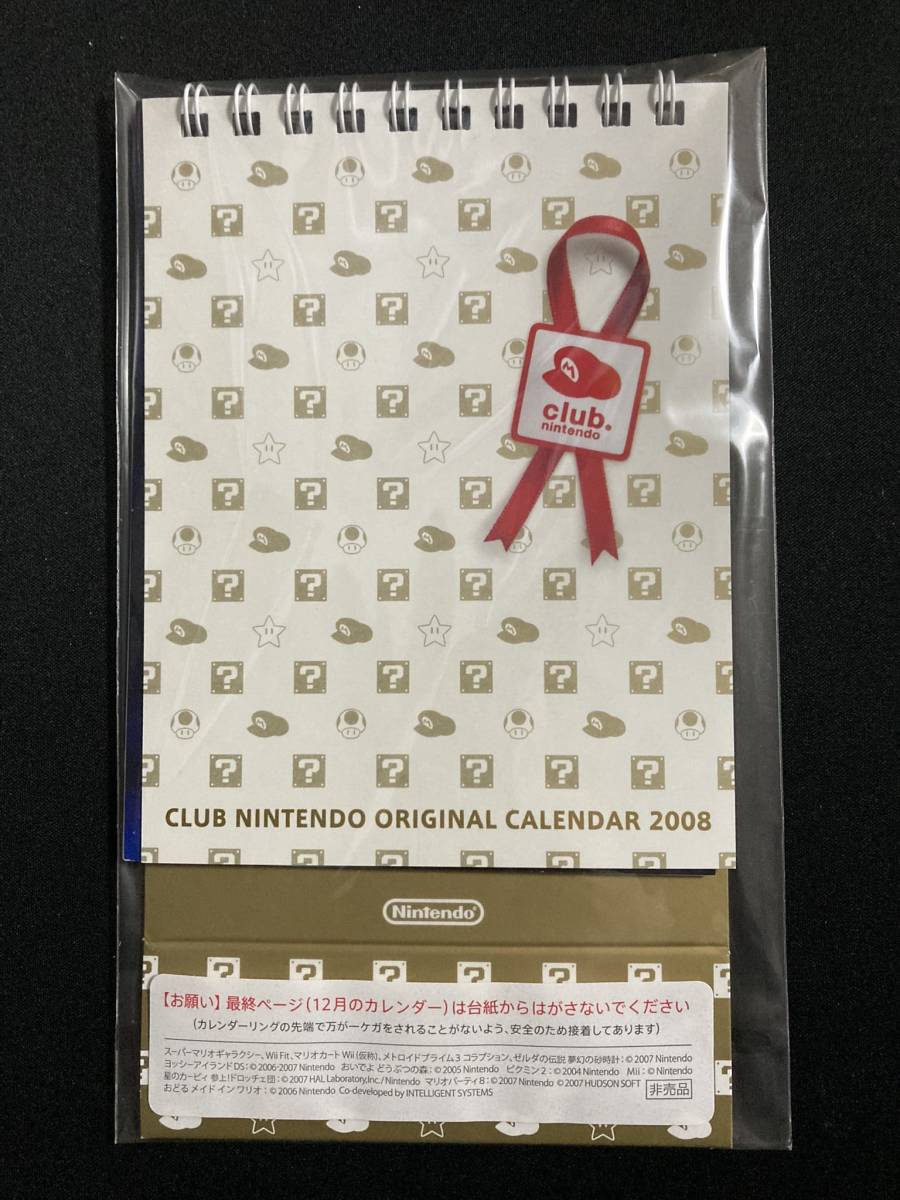 club.
nintendo
CLUB NINTENDO ORIGINAL CALENDAR 2008
Nintendo®
【お願い】最終ページ(12月のカレンダー)は台紙からはがさないでください
(カレンダーリングの先端で万が一ケガをされることがないよう、安全のため接着してあります)
スーパーマリオギャラクシー、Wii Fit、マリオカート Wii(仮称)、メトロイドプライム3 コラプション、ゼルダの伝説 夢幻の砂時計:©2007 Nintendo
ヨッシーアイランドDS:©2006-2007 Nintendo おいでよ どうぶつの森:©2005 Nintendo ピクミン2:©2004 Nintendo Mii:©Nintendo
星のカービィ 参上!ドロッチェ団:©2007 HAL Laboratory,Inc./Nintendo マリオパーティ8:©2007 Nintendo ©2007 HUDSON SOFT
おどる メイド イン ワリオ:©2006 Nintendo Co-developed by INTELLIGENT SYSTEMS
非売品